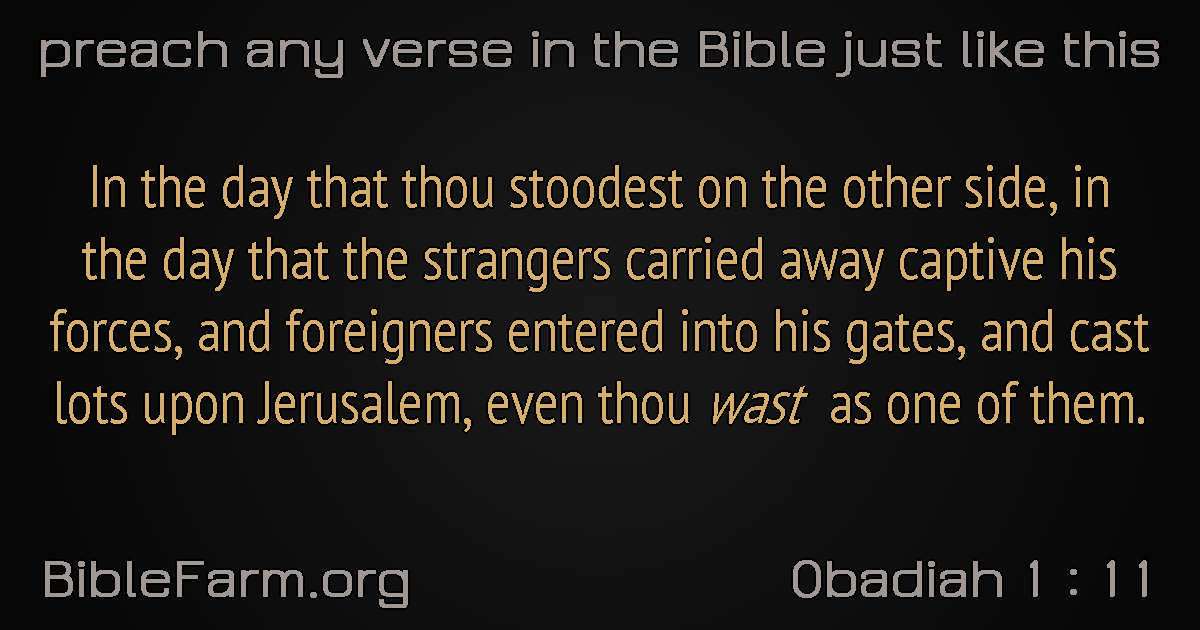 preach any verse in the Bible just like this
In the day that thou stoodest on the other side, in
the day that the strangers carried away captive his
forces, and foreigners entered into his gates, and cast
lots upon Jerusalem, even thou wast as one of them.
BibleFarm.org
Obadiah 1 : 11